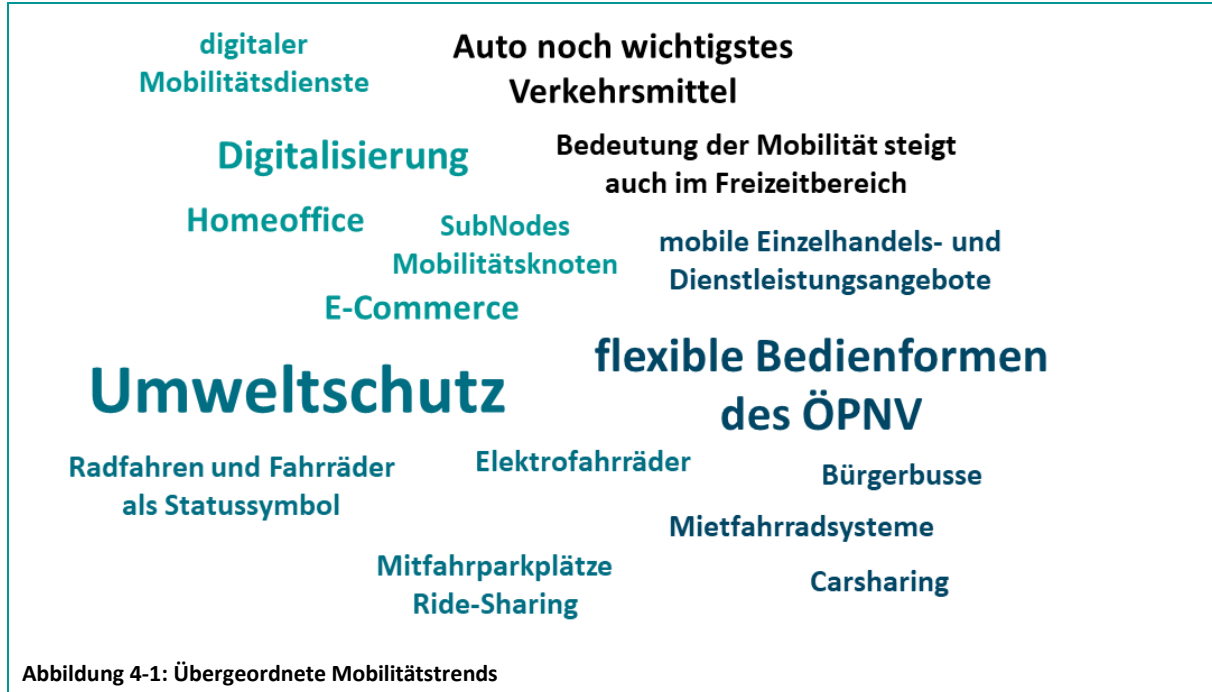 digitaler
Mobilitätsdienste
Auto noch wichtigstes
Verkehrsmittel
Digitalisierung
Bedeutung der Mobilität steigt
auch im Freizeitbereich
Homeoffice
SubNodes
Mobilitätsknoten
mobile Einzelhandels- und
Dienstleistungsangebote
E-Commerce
flexible Bedienformen
des ÖPNV
Umweltschutz
Radfahren und Fahrräder
als Statussymbol
Elektrofahrräder
Bürgerbusse
Mietfahrradsysteme
Mitfahrparkplätze
Ride-Sharing
Carsharing
Abbildung 4-1: Übergeordnete Mobilitätstrends